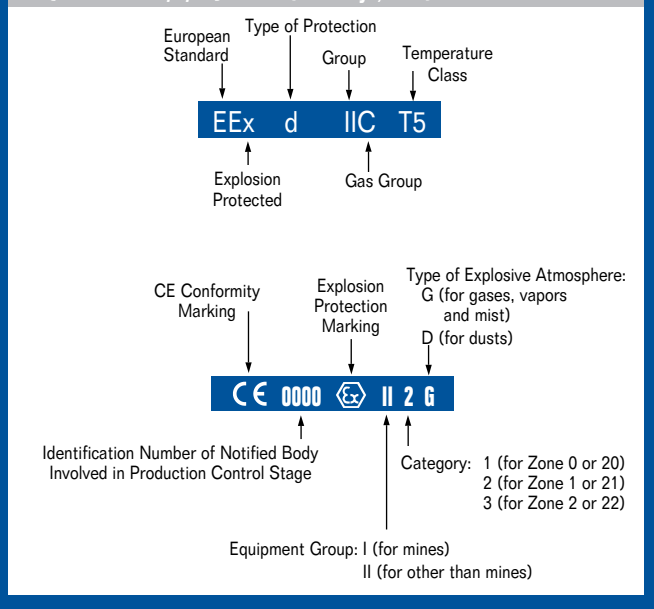 Type of Protection
European
Standard
Group
Temperature
Class
EEx d IIC T5
Explosion
Protected
Gas Group
Type of Explosive Atmosphere:
G (for gases, vapors
and mist)
D (for dusts)
Explosion
Protection
Marking
CE Conformity
Marking
CE 0000 Ex II 2 G
Identification Number of Notified Body
Involved in Production Control Stage
Category: 1 (for Zone 0 or 20)
2 (for Zone 1 or 21)
3 (for Zone 2 or 22)
Equipment Group: I (for mines)
II (for other than mines)